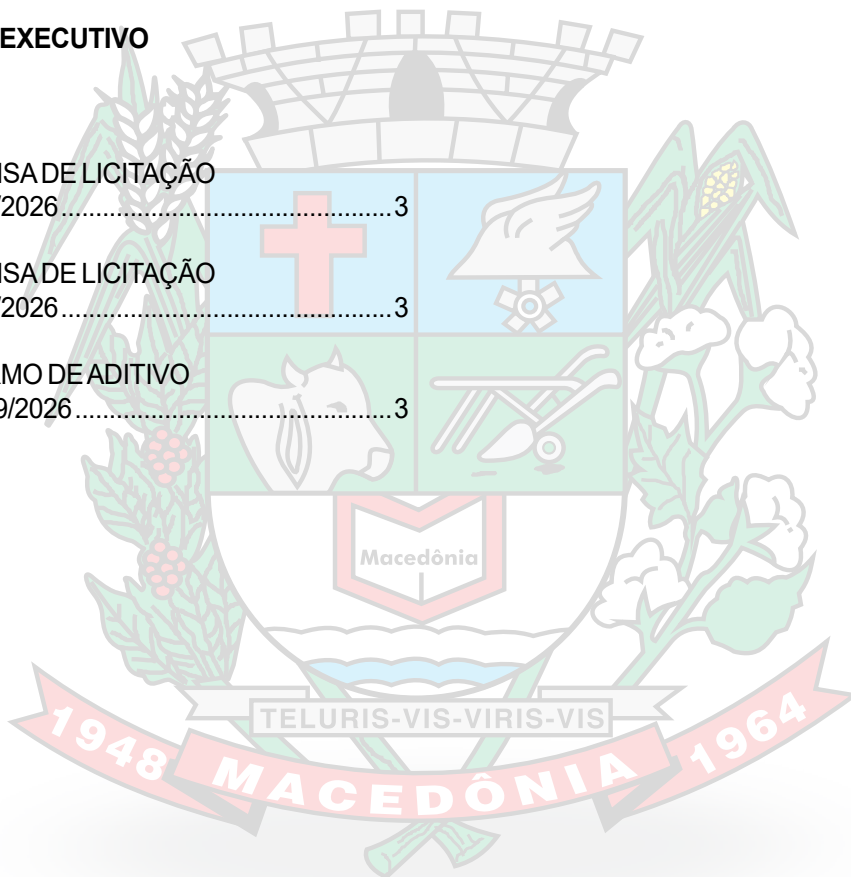 EXECUTIVO
ISA DE LICITAÇÃO
/2026.............................................3
ISA DE LICITAÇÃO
/2026.............................................3
AMO DE ADITIVO
9/2026...........................................3
Macedônia
TELURIS-VIS-VIRIS-VIS
1948 MACEDÔNIA 1964